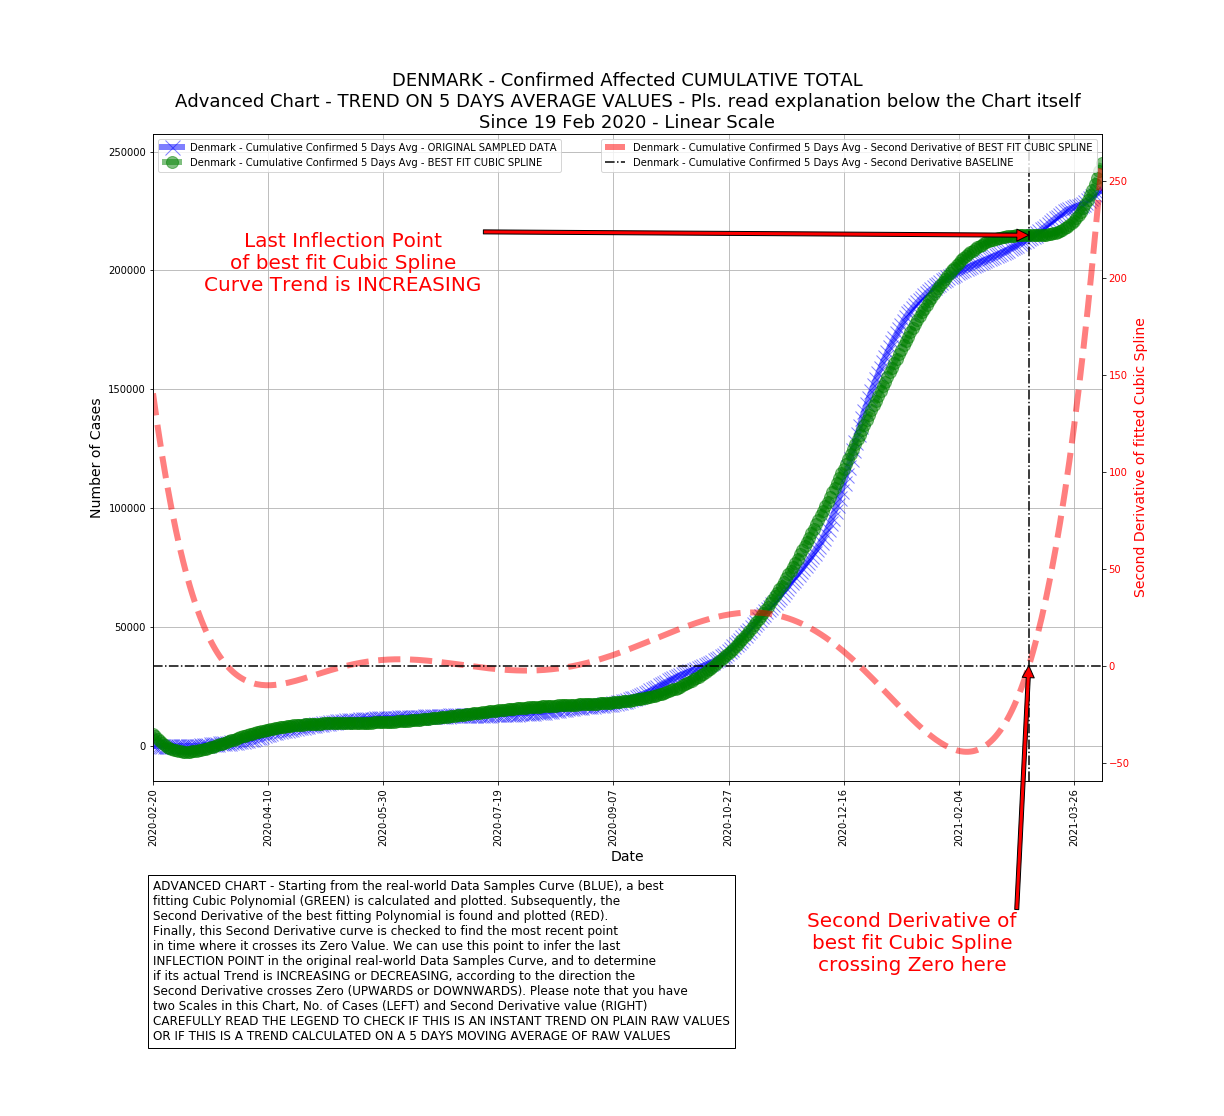 DENMARK - Confirmed Affected CUMULATIVE TOTAL
Advanced Chart - TREND ON 5 DAYS AVERAGE VALUES - Pls. read explanation below the Chart itself
Since 19 Feb 2020 - Linear Scale
Denmark - Cumulative Confirmed 5 Days Avg - ORIGINAL SAMPLED DATA
Denmark - Cumulative Confirmed 5 Days Avg - BEST FIT CUBIC SPLINE
Denmark - Cumulative Confirmed 5 Days Avg - Second Derivative of BEST FIT CUBIC SPLINE
Denmark - Cumulative Confirmed 5 Days Avg - Second Derivative BASELINE
Last Inflection Point
of best fit Cubic Spline
Curve Trend is INCREASING
Number of Cases
250000
200000
150000
100000
50000
0
Second Derivative of fitted Cubic Spline
250
200
150
100
50
0
−50
2020-02-20
2020-04-10
2020-05-30
2020-07-19
2020-09-07
2020-10-27
2020-12-16
2021-02-04
2021-03-26
Date
ADVANCED CHART - Starting from the real-world Data Samples Curve (BLUE), a best
fitting Cubic Polynomial (GREEN) is calculated and plotted. Subsequently, the
Second Derivative of the best fitting Polynomial is found and plotted (RED).
Finally, this Second Derivative curve is checked to find the most recent point
in time where it crosses its Zero Value. We can use this point to infer the last
INFLECTION POINT in the original real-world Data Samples Curve, and to determine
if its actual Trend is INCREASING or DECREASING, according to the direction the
Second Derivative crosses Zero (UPWARDS or DOWNWARDS). Please note that you have
two Scales in this Chart, No. of Cases (LEFT) and Second Derivative value (RIGHT)
CAREFULLY READ THE LEGEND TO CHECK IF THIS IS AN INSTANT TREND ON PLAIN RAW VALUES
OR IF THIS IS A TREND CALCULATED ON A 5 DAYS MOVING AVERAGE OF RAW VALUES
Second Derivative of
best fit Cubic Spline
crossing Zero here